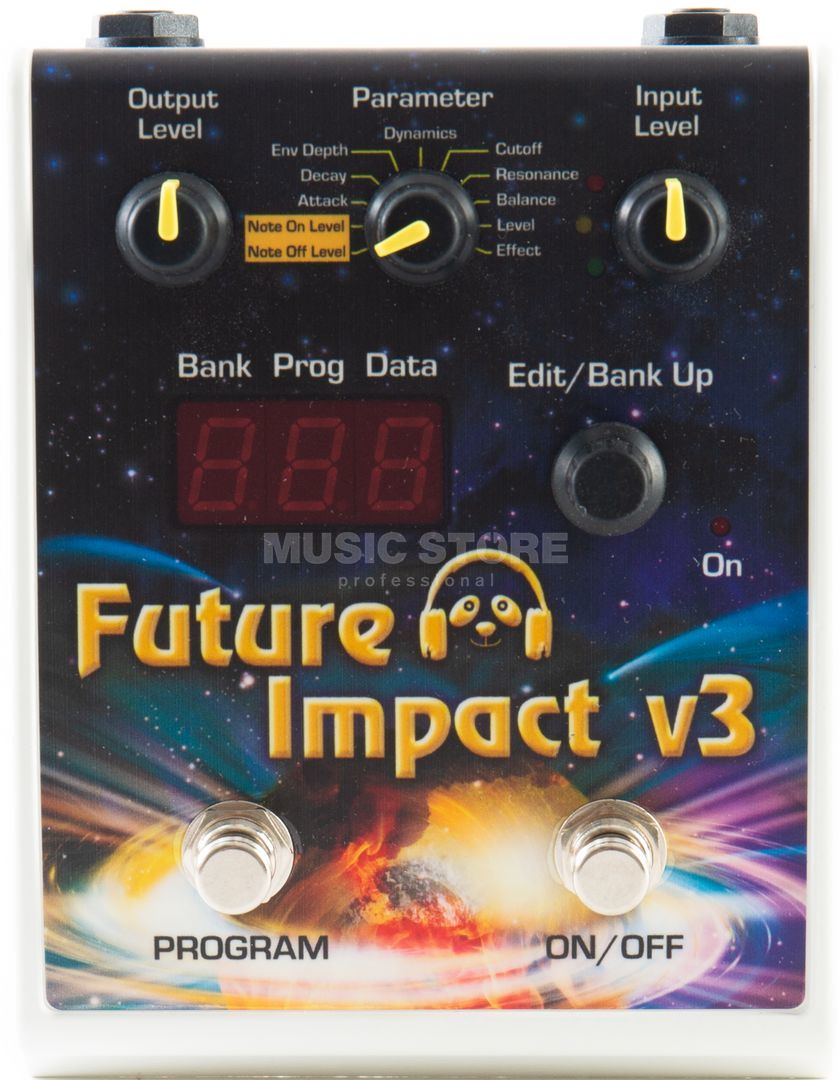 Output
Level
Parameter
Input
Level
Dynamics
Env Depth
Cutoff
Decay
Resonance
Attack
Balance
Note On Level
Level
Note Off Level
Effect
Bank Prog Data
Edit/Bank Up
MUSIC STORE
professional
On
Future
Impact v3
PROGRAM
ON/OFF